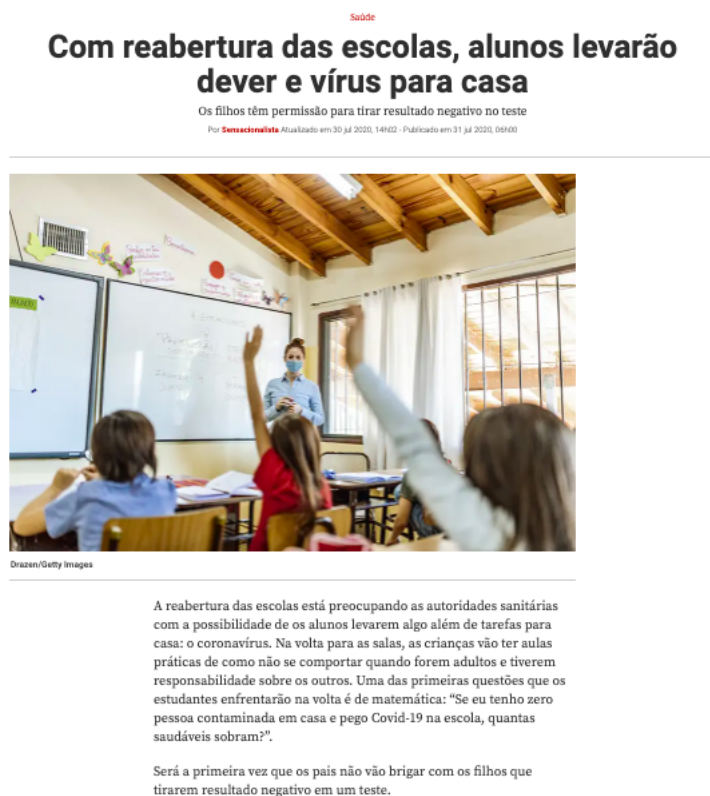 Saúde
Com reabertura das escolas, alunos levarão
dever e vírus para casa
Os filhos têm permissão para tirar resultado negativo no teste
Por Sensacionalista Atualizado em 30 jul 2020, 14h02 - Publicado em 31 jul 2020, 06h00
Drazen/Getty Images
A reabertura das escolas está preocupando as autoridades sanitárias
com a possibilidade de os alunos levarem algo além de tarefas para
casa: o coronavírus. Na volta para as salas, as crianças vão ter aulas
práticas de como não se comportar quando forem adultos e tiverem
responsabilidade sobre os outros. Uma das primeiras questões que os
estudantes enfrentarão na volta é de matemática: “Se eu tenho zero
pessoa contaminada em casa e pego Covid-19 na escola, quantas
saudáveis sobram?”.
Será a primeira vez que os pais não vão brigar com os filhos que
tirarem resultado negativo em um teste.